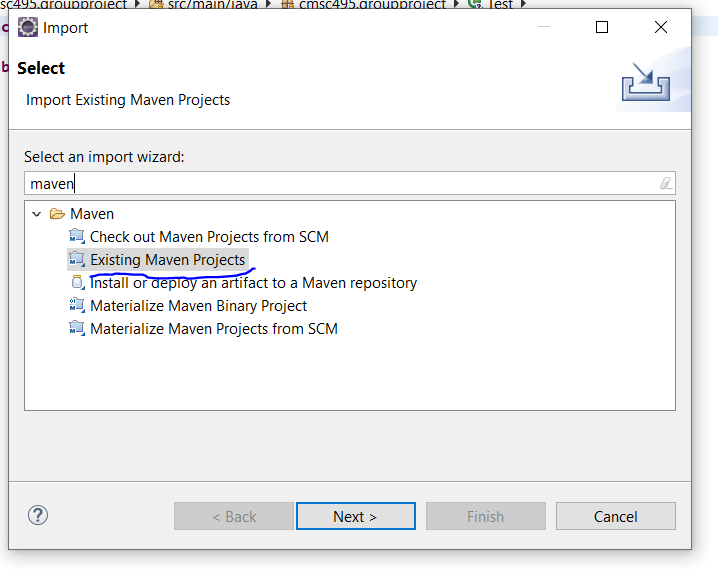 sc495.groupproject src/main/java cmsc495.groupproject Test
Import
c
b
Select
Import Existing Maven Projects
Select an import wizard:
maven
Maven
Check out Maven Projects from SCM
Existing Maven Projects
Install or deploy an artifact to a Maven repository
Materialize Maven Binary Project
Materialize Maven Projects from SCM
? < Back Next > Finish Cancel